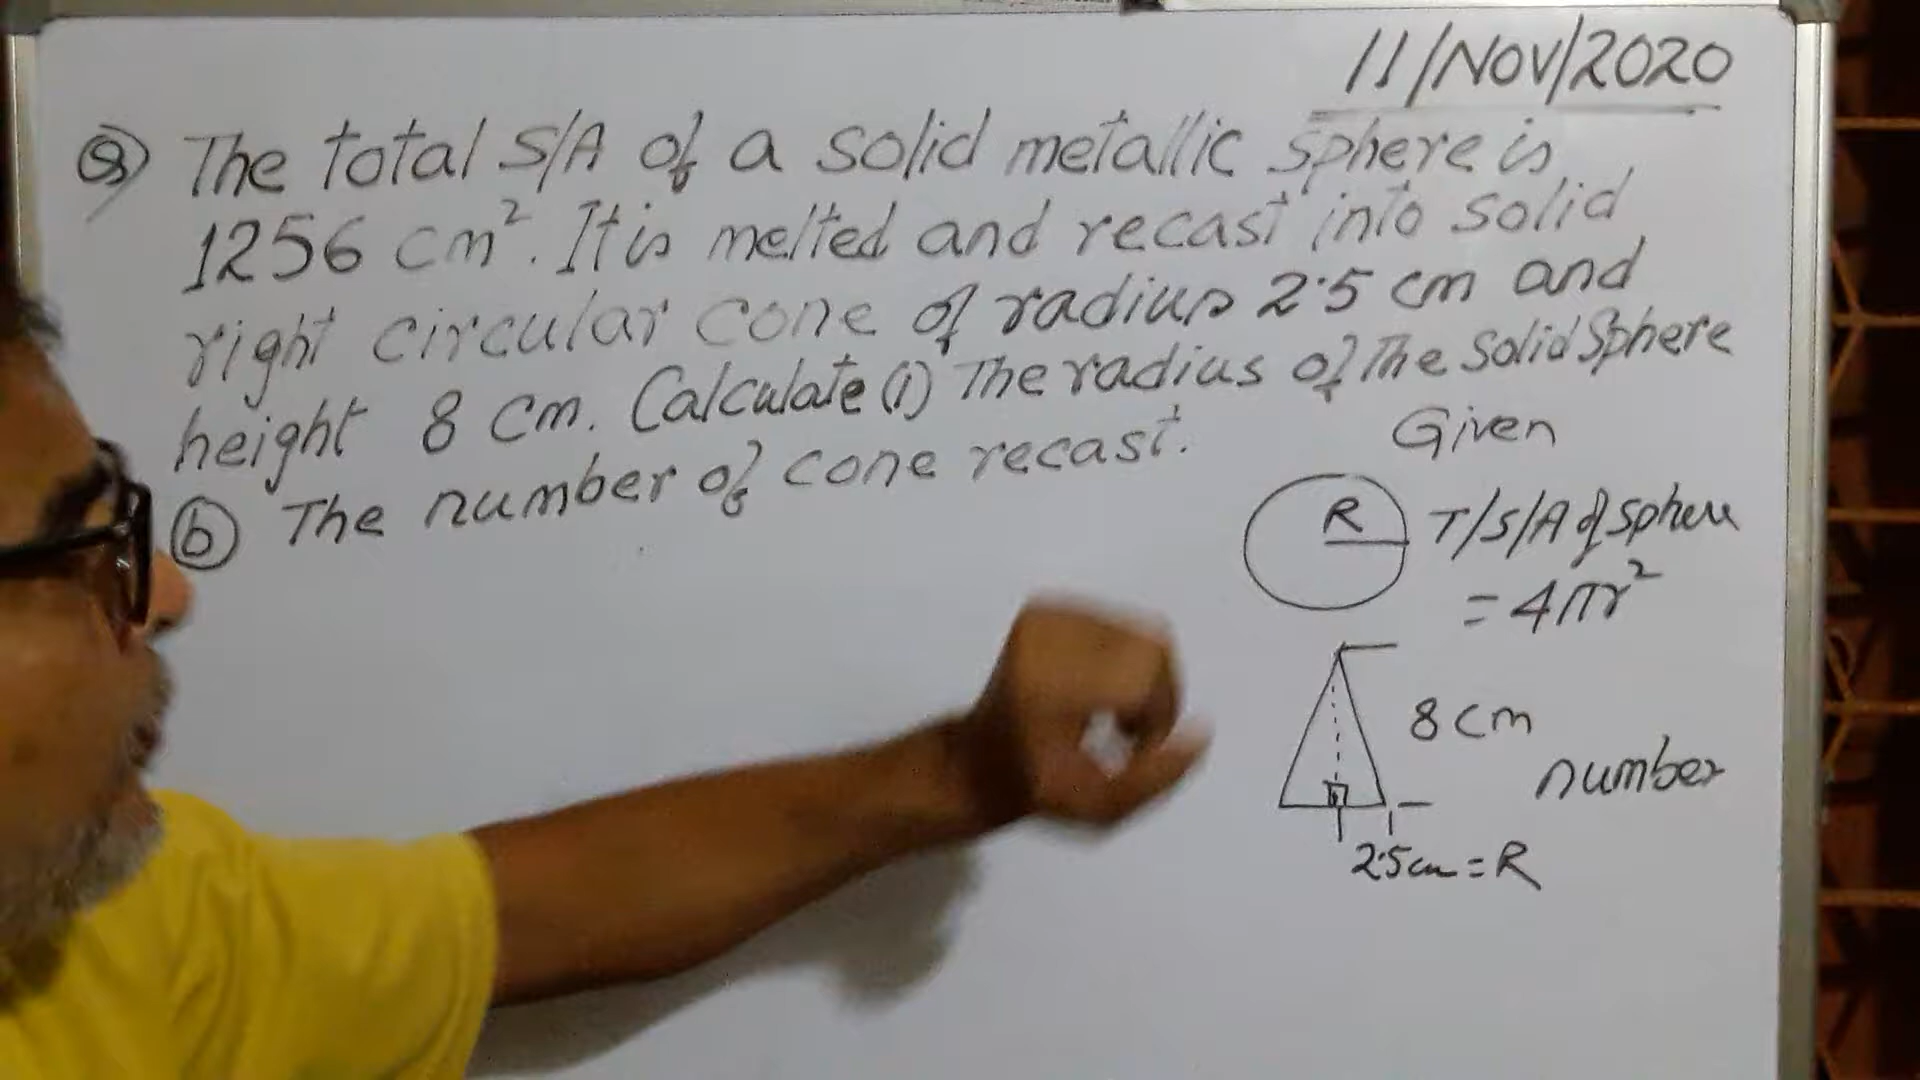 11/NOV/2020
Q) The total S/A of a solid metallic sphere is
1256 cm². It is melted and recast into solid
right circular cone of radius 2.5 cm and
height 8 cm. Calculate (i) The radius of The Solid Sphere
(b) The number of cone recast.
Given
R T/S/A of sphere
= 4πr²
8 cm
number
2.5cm = R